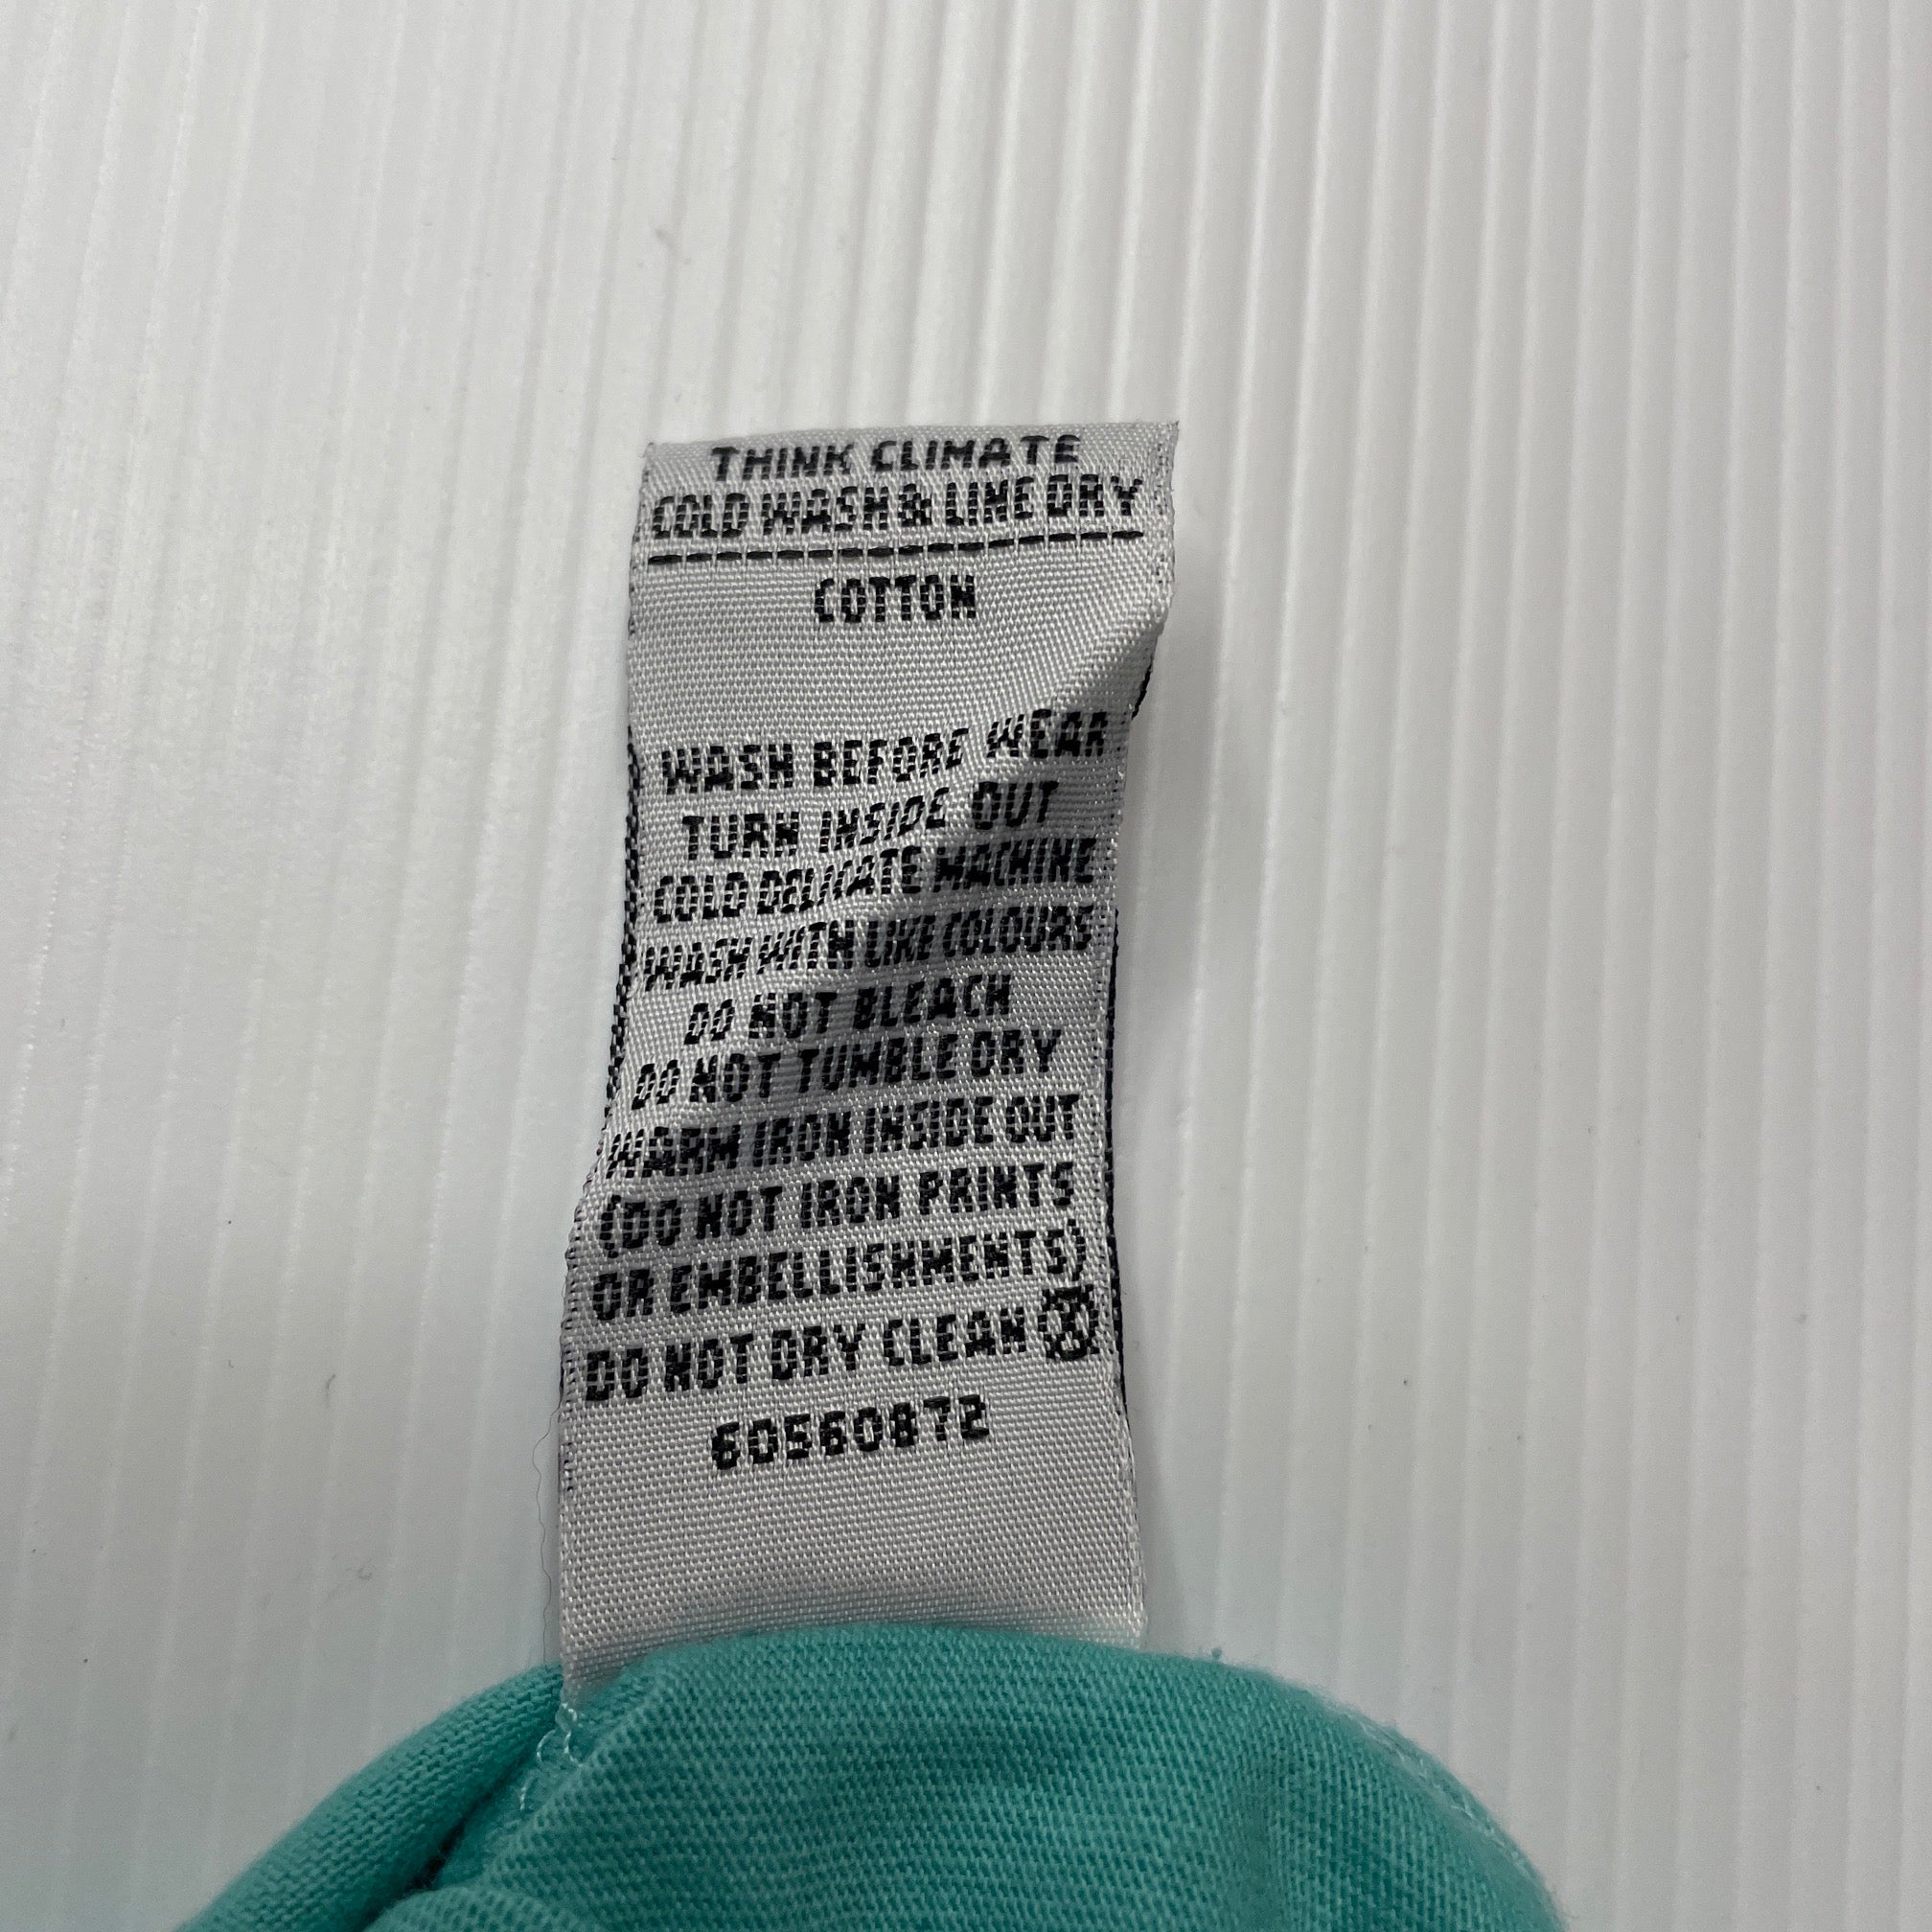 THINK CLIMATE
COLD WASH & LINE DRY
COTTON
WASH BEFORE WEAR
TURN INSIDE OUT
COLD DELICATE MACHINE
WASH WITH LIKE COLOURS
DO NOT BLEACH
DO NOT TUMBLE DRY
WARM IRON INSIDE OUT
(DO NOT IRON PRINTS
OR EMBELLISHMENTS)
DO NOT DRY CLEAN
60560872